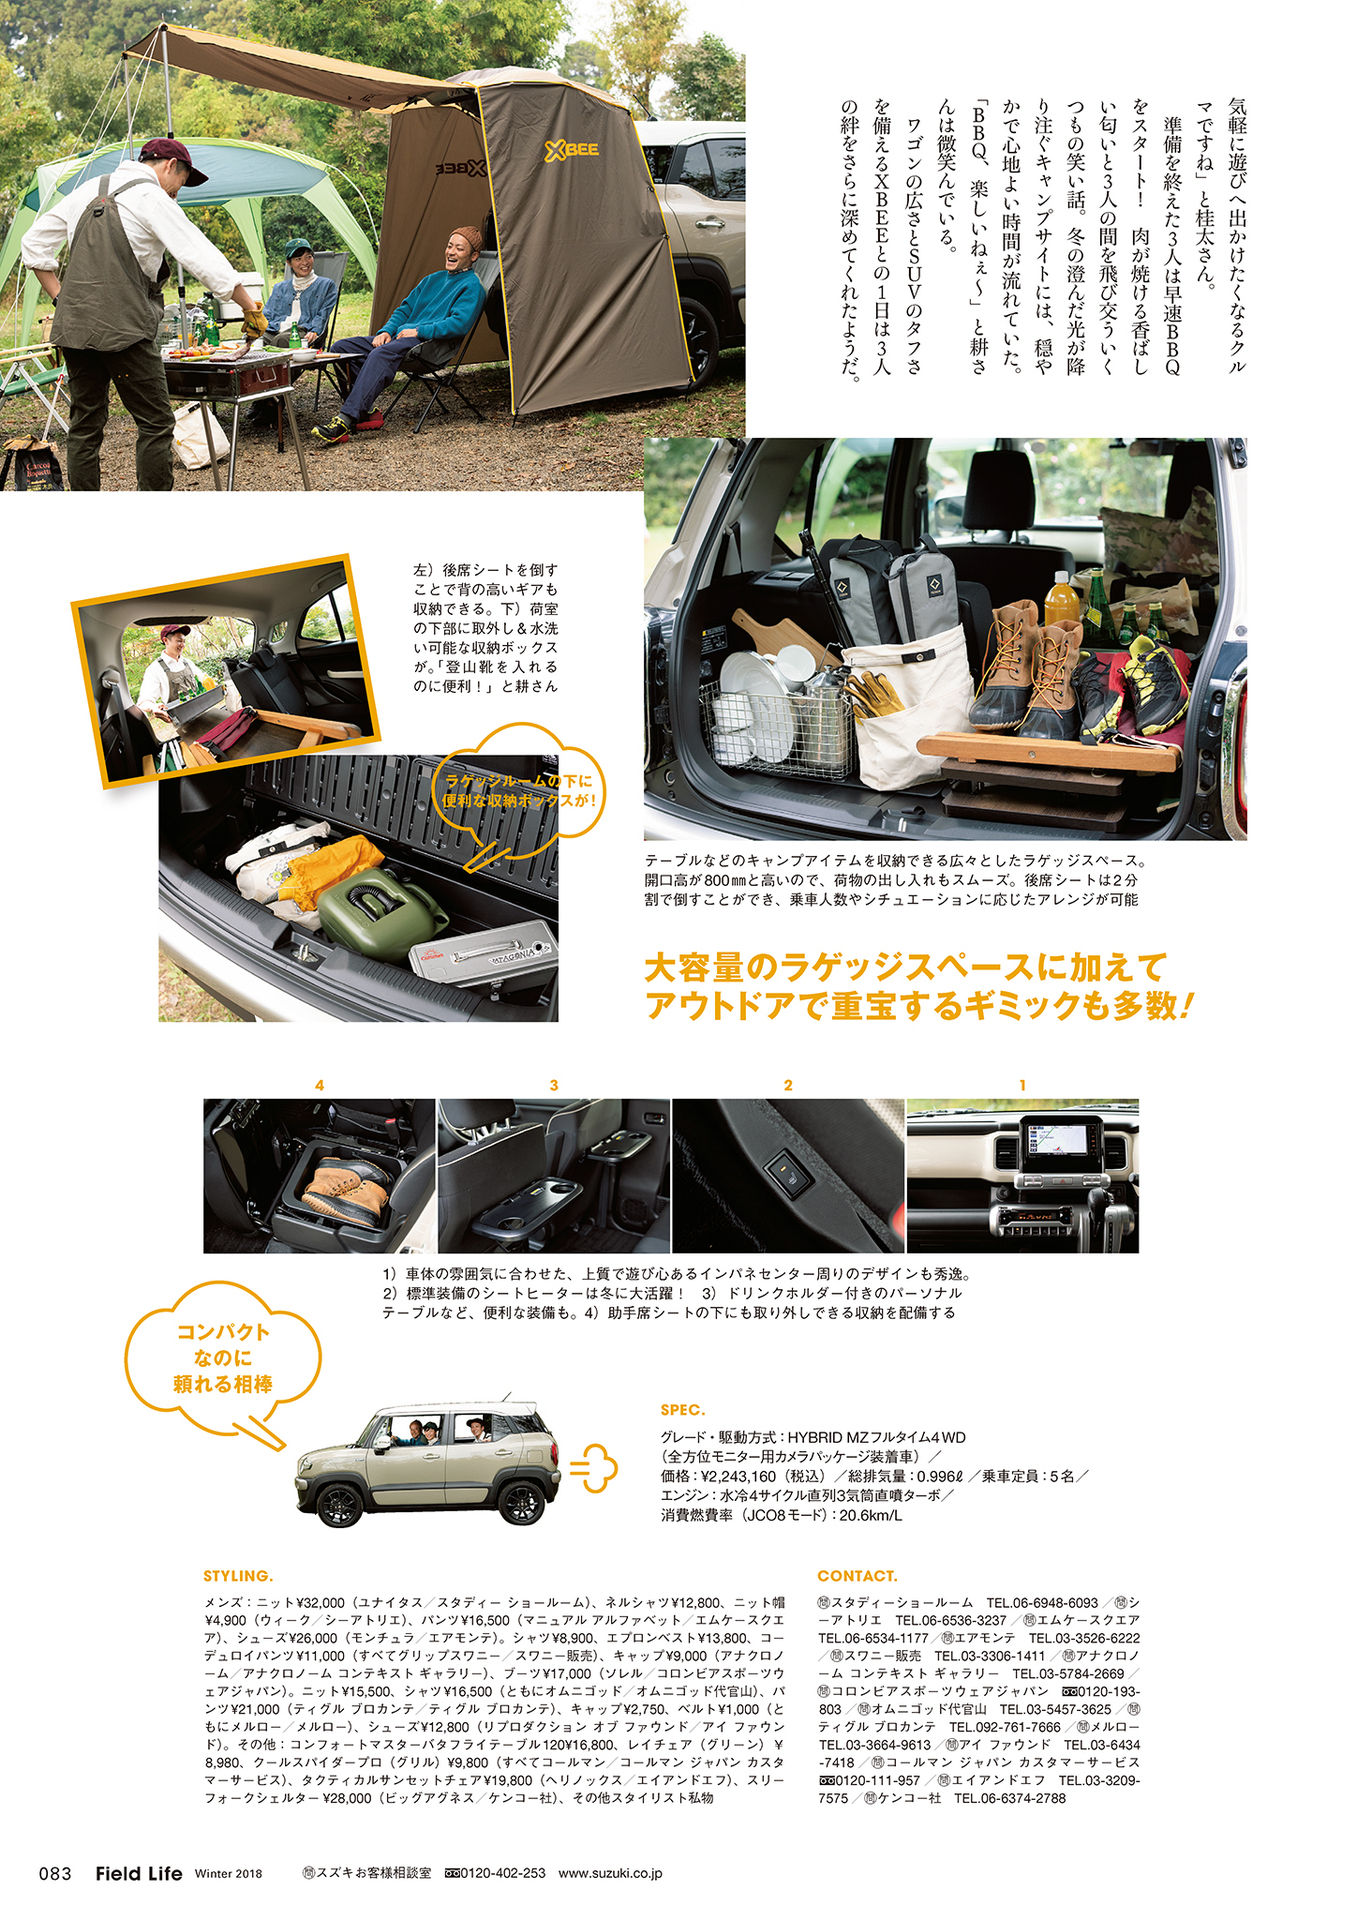 気軽に遊びへ出かけたくなるクル
マですね」と桂太さん。
準備を終えた3人は早速BBQ
をスタート！　肉が焼ける香ばし
い匂いと3人の間を飛び交ういく
つもの笑い話。冬の澄んだ光が降
り注ぐキャンプサイトには、穏や
かで心地よい時間が流れていた。
「BBQ、楽しいねぇ〜」と耕さ
んは微笑んでいる。
ワゴンの広さとSUVのタフさ
を備えるXBEEとの1日は3人
の絆をさらに深めてくれたようだ。
XBEE
XBEE
左）後席シートを倒す
ことで背の高いギアも
収納できる。下）荷室
の下部に取外し＆水洗
い可能な収納ボックス
が。「登山靴を入れる
のに便利！」と耕さん
ラゲッジルームの下に
便利な収納ボックスが！
PATAGONIA
テーブルなどのキャンプアイテムを収納できる広々としたラゲッジスペース。
開口高が800㎜と高いので、荷物の出し入れもスムーズ。後席シートは2分
割で倒すことができ、乗車人数やシチュエーションに応じたアレンジが可能
大容量のラゲッジスペースに加えて
アウトドアで重宝するギミックも多数！
4
3
2
1
1）車体の雰囲気に合わせた、上質で遊び心あるインパネセンター周りのデザインも秀逸。
2）標準装備のシートヒーターは冬に大活躍！　3）ドリンクホルダー付きのパーソナル
テーブルなど、便利な装備も。4）助手席シートの下にも取り外しできる収納を配備する
コンパクト
なのに
頼れる相棒
SPEC.
グレード・駆動方式：HYBRID MZフルタイム4WD
（全方位モニター用カメラパッケージ装着車）／
価格：¥2,243,160（税込）／総排気量：0.996ℓ／乗車定員：5名／
エンジン：水冷4サイクル直列3気筒直噴ターボ／
消費燃費率（JC08モード）：20.6km/L
STYLING.
メンズ：ニット¥32,000（ユナイタス／スタディー ショールーム）、ネルシャツ¥12,800、ニット帽
¥4,900（ウィーク／シーアトリエ）、パンツ¥16,500（マニュアル アルファベット／エムケースクエ
ア）、シューズ¥26,000（モンチュラ／エアモンテ）。シャツ¥8,900、エプロンベスト¥13,800、コー
デュロイパンツ¥11,000（すべてグリップスワニー／スワニー販売）、キャップ¥9,000（アナクロノ
ーム／アナクロノーム コンテキスト ギャラリー）、ブーツ¥17,000（ソレル／コロンビアスポーツウ
ェアジャパン）。ニット¥15,500、シャツ¥16,500（ともにオムニゴッド／オムニゴッド代官山）、パ
ンツ¥21,000（ティグル ブロカンテ／ティグル ブロカンテ）、キャップ¥2,750、ベルト¥1,000（と
もにメルロー／メルロー）、シューズ¥12,800（リプロダクション オブ ファウンド／アイ ファウン
ド）。その他：コンフォートマスターバタフライテーブル120¥16,800、レイチェア（グリーン）¥
8,980、クールスパイダープロ（グリル）¥9,800（すべてコールマン／コールマン ジャパン カスタ
マーサービス）、タクティカルサンセットチェア¥19,800（ヘリノックス／エイアンドエフ）、スリー
フォークシェルター¥28,000（ビッグアグネス／ケンコー社）、その他スタイリスト私物
CONTACT.
㉄スタディーショールーム　TEL.06-6948-6093／㉄シ
ーアトリエ　TEL.06-6536-3237／㉄エムケースクエア
TEL.06-6534-1177／㉄エアモンテ　TEL.03-3526-6222
／㉄スワニー販売　TEL.03-3306-1411／㉄アナクロノ
ーム コンテキスト ギャラリー　TEL.03-5784-2669／
㉄コロンビアスポーツウェアジャパン　0120-193-
803／㉄オムニゴッド代官山　TEL.03-5457-3625／㉄
ティグル ブロカンテ　TEL.092-761-7666／㉄メルロー
TEL.03-3664-9613／㉄アイ ファウンド　TEL.03-6434
-7418／㉄コールマン ジャパン カスタマーサービス
0120-111-957／㉄エイアンドエフ　TEL.03-3209-
7575／㉄ケンコー社　TEL.06-6374-2788
083 Field Life Winter 2018　㉄スズキお客様相談室　0120-402-253　www.suzuki.co.jp